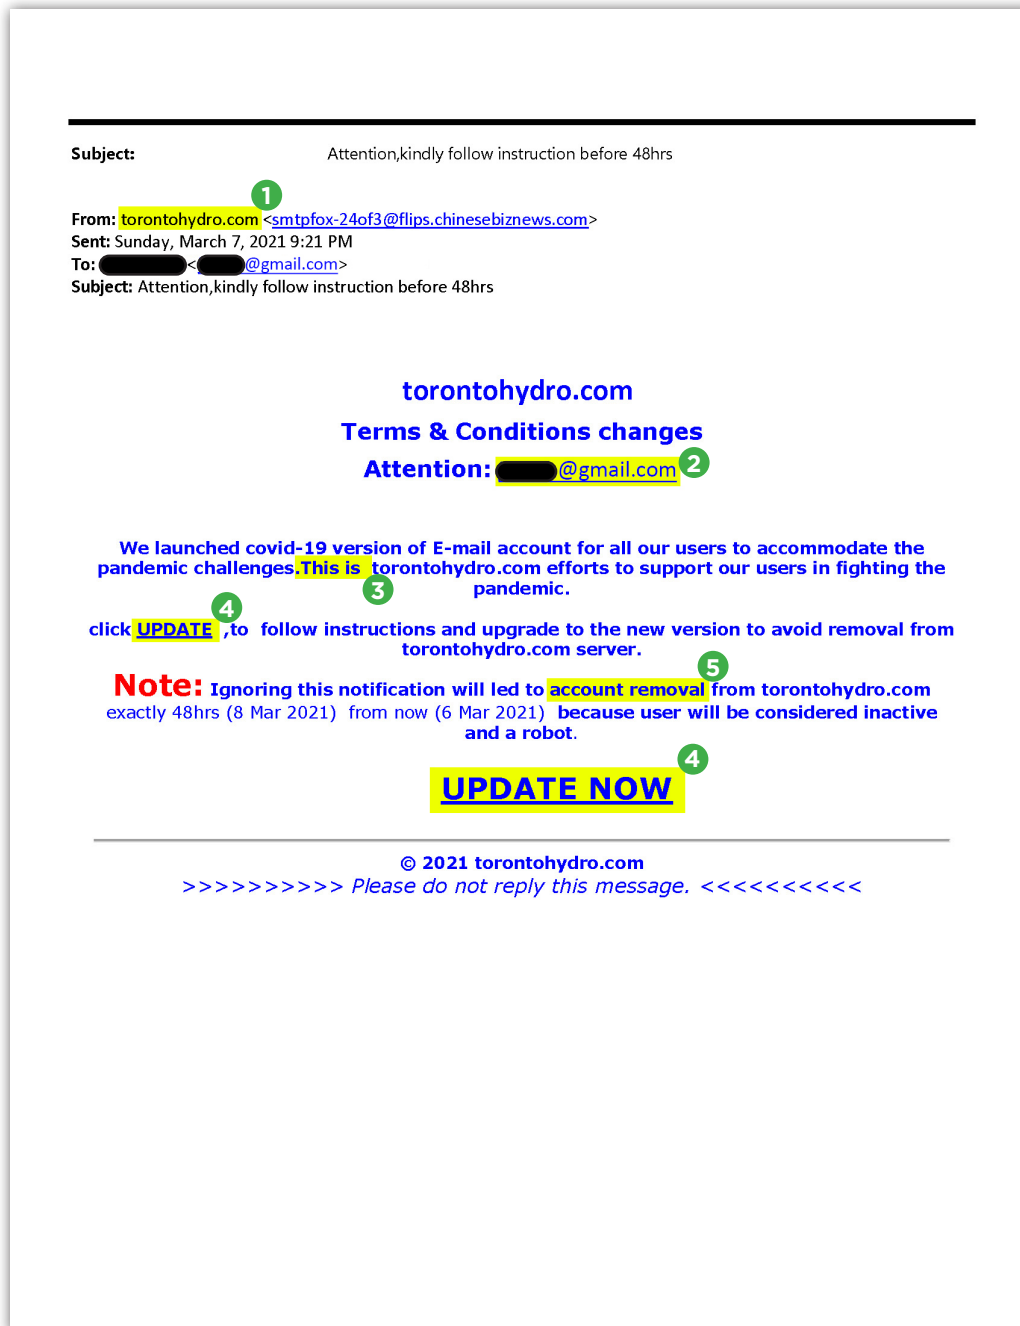 Subject: Attention,kindly follow instruction before 48hrs
1
From: torontohydro.com <smtpfox-24of3@flips.chinesebiznews.com>
Sent: Sunday, March 7, 2021 9:21 PM
To: < @gmail.com>
Subject: Attention,kindly follow instruction before 48hrs
torontohydro.com
Terms & Conditions changes
Attention: @gmail.com 2
We launched covid-19 version of E-mail account for all our users to accommodate the
pandemic challenges.This is torontohydro.com efforts to support our users in fighting the
3
pandemic.
4
click UPDATE ,to follow instructions and upgrade to the new version to avoid removal from
torontohydro.com server.
5
Note: Ignoring this notification will led to account removal from torontohydro.com
exactly 48hrs (8 Mar 2021) from now (6 Mar 2021) because user will be considered inactive
and a robot.
4
UPDATE NOW
© 2021 torontohydro.com
>>>>>>>>>> Please do not reply this message. <<<<<<<<<<